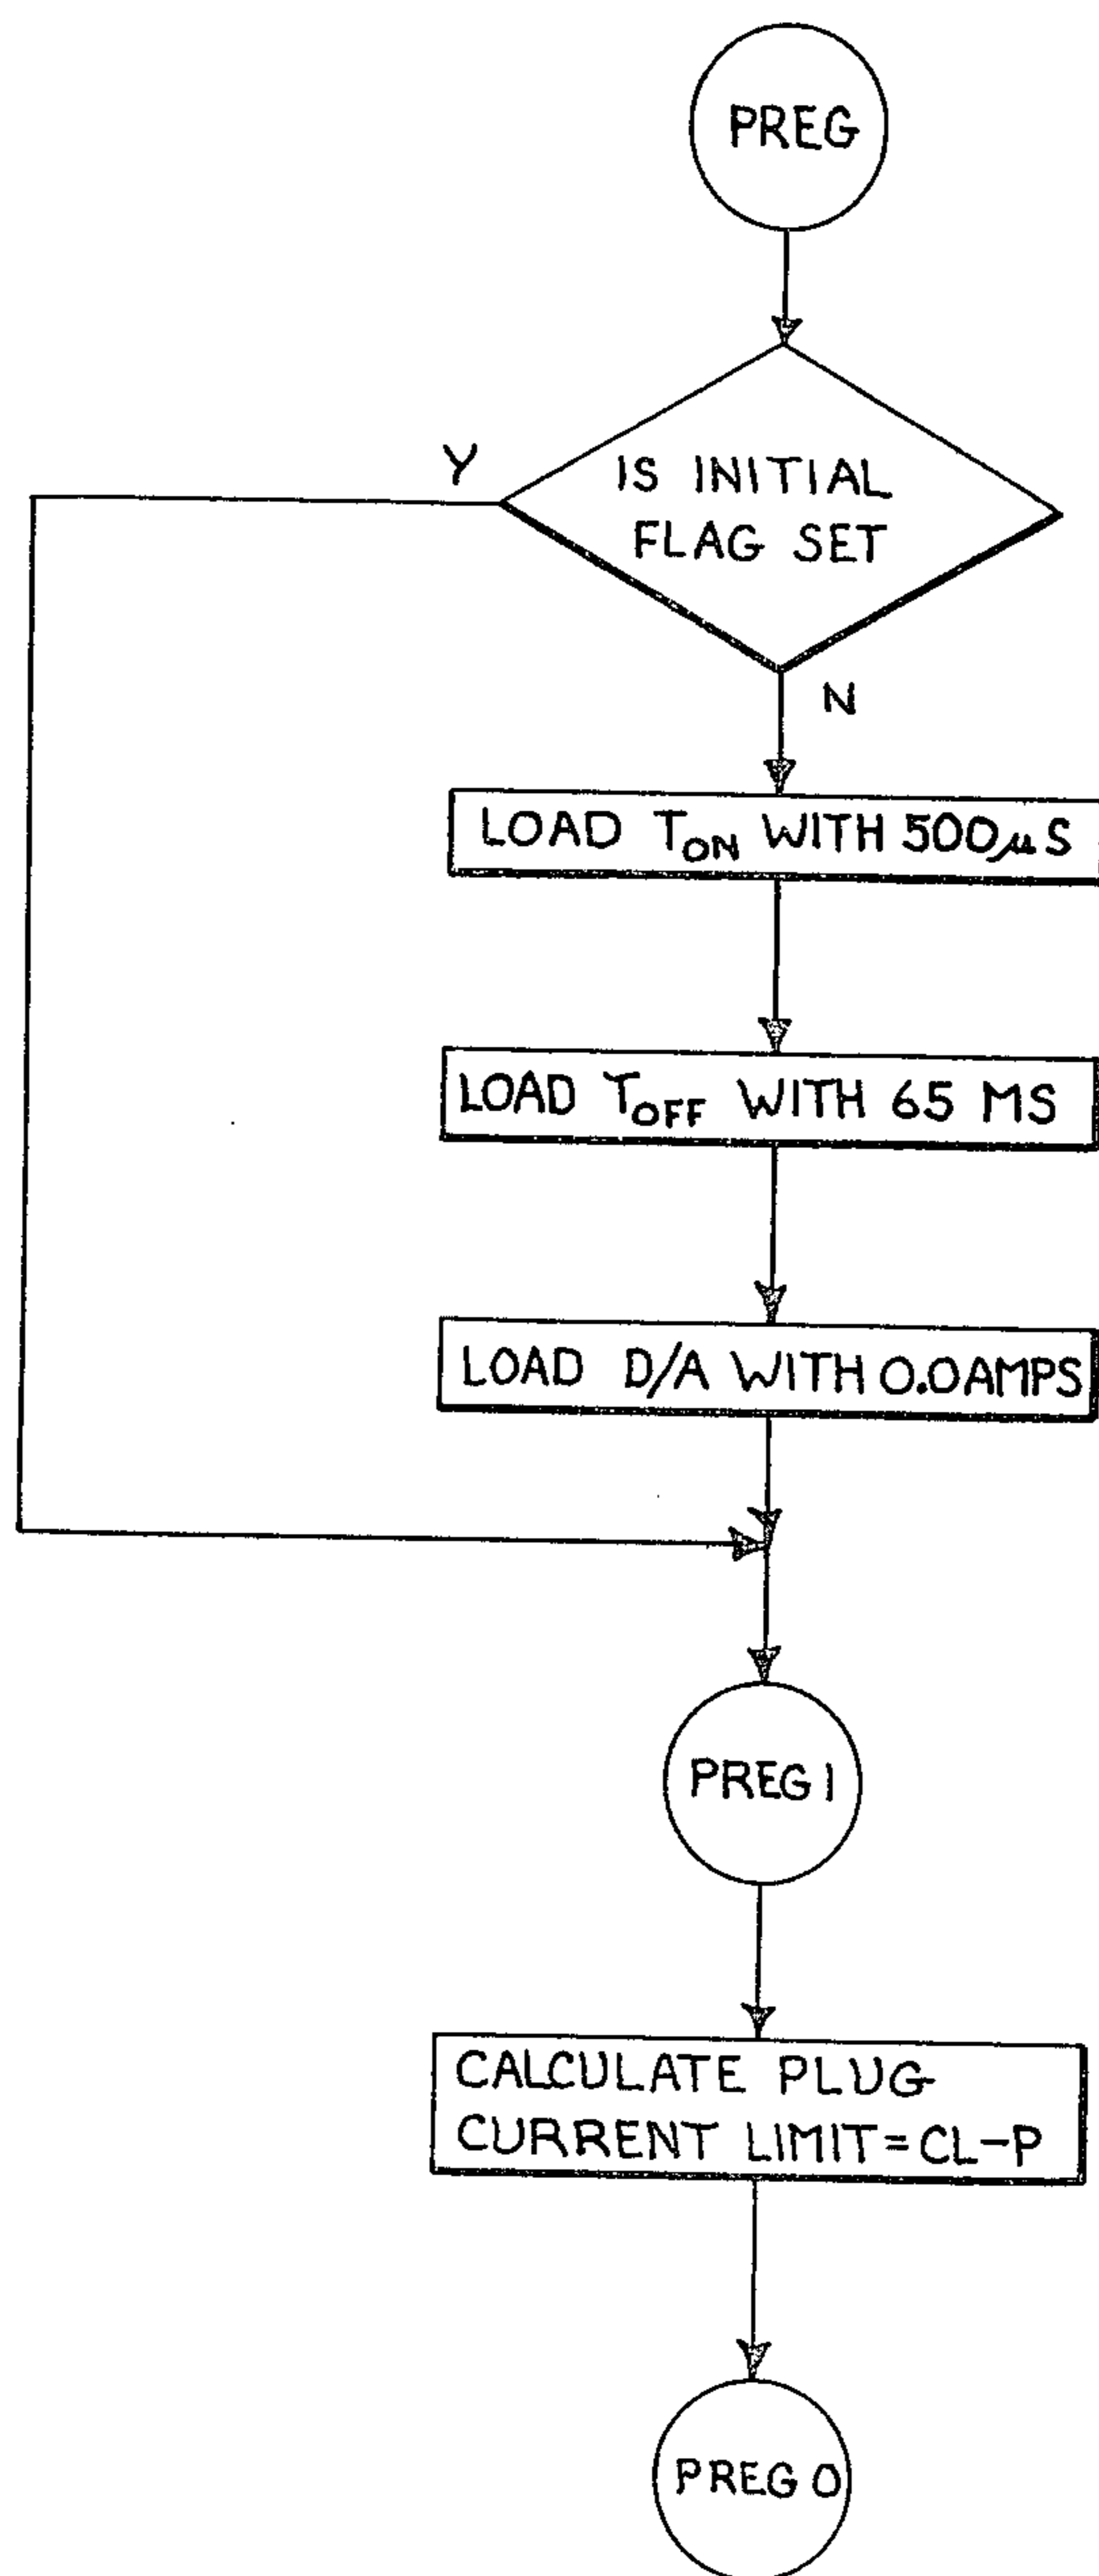 PREG
Y
IS INITIAL
FLAG SET
N
LOAD TON WITH 500μS
LOAD TOFF WITH 65 MS
LOAD D/A WITH 0.0AMPS
PREG 1
CALCULATE PLUG
CURRENT LIMIT=CL-P
PREG 0